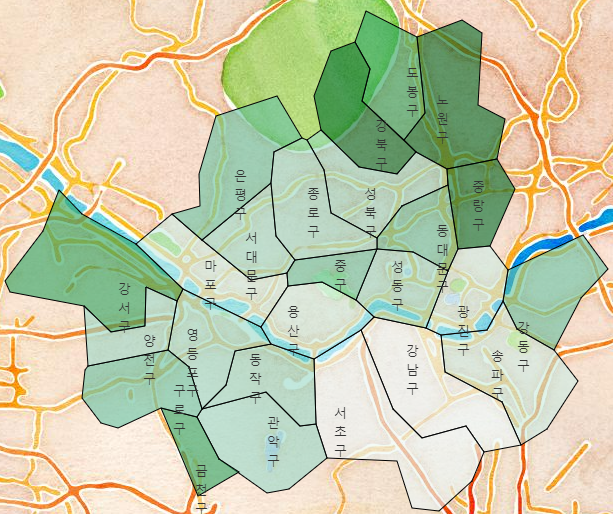 도봉구
노원구
강북구
은평구
종로구
성북구
중랑구
서대문구
동대문구
마포구
중구
성동구
강서구
용산구
광진구
양천구
영등포구
강동구
동작구
강남구
송파구
구로구
서초구
관악구
금천구